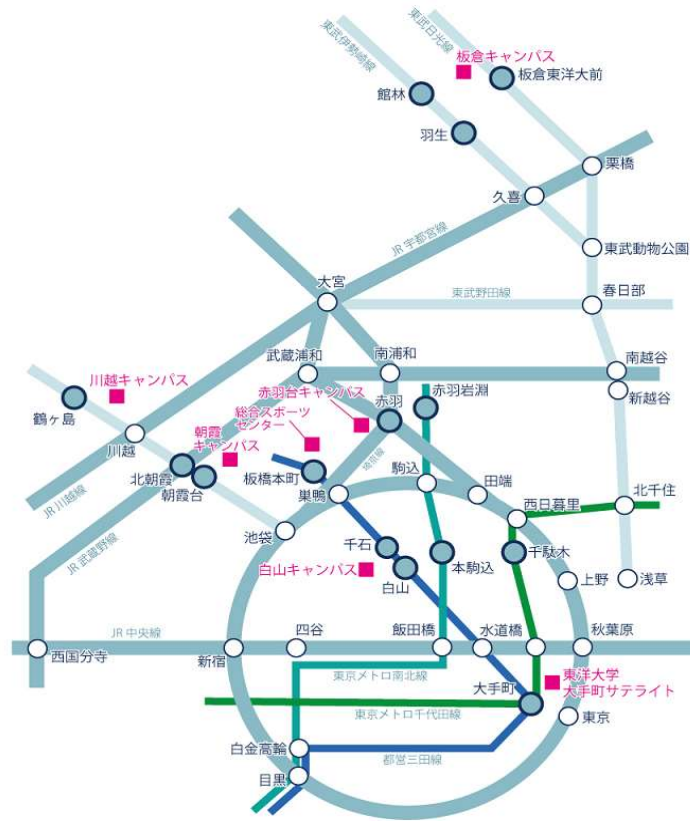 東武日光線
東武伊勢崎線
板倉キャンパス
板倉東洋大前
館林
羽生
栗橋
久喜
JR 宇都宮線
東武動物公園
大宮
東武野田線
春日部
武蔵浦和
南浦和
南越谷
川越キャンパス
赤羽台キャンパス
赤羽岩淵
新越谷
鶴ヶ島
赤羽
総合スポーツ
センター
朝霞
キャンパス
川越
埼京線
北朝霞
朝霞台
板橋本町
駒込
田端
巣鴨
JR 川越線
西日暮里
北千住
池袋
JR 武蔵野線
千石
白山キャンパス
白山
本駒込
千駄木
上野
浅草
JR 中央線
四谷
飯田橋
水道橋
秋葉原
西国分寺
新宿
東京メトロ南北線
東洋大学
大手町サテライト
大手町
東京メトロ千代田線
東京
白金高輪
都営三田線
目黒